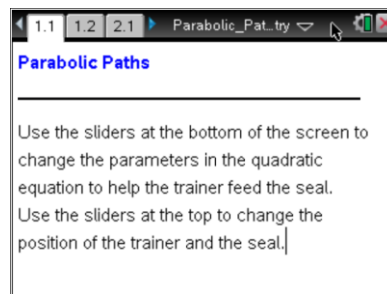 1.1 1.2 2.1 Parabolic_Pat...try
Parabolic Paths
Use the sliders at the bottom of the screen to
change the parameters in the quadratic
equation to help the trainer feed the seal.
Use the sliders at the top to change the
position of the trainer and the seal.